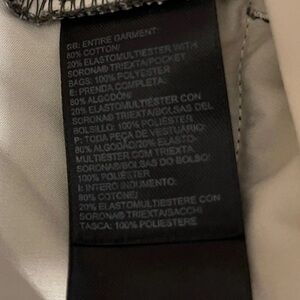 GB: ENTIRE GARMENT:
80% COTTON/
20% ELASTOMULTIESTER WITH
SORONA® TRIEXTA/POCKET
BAGS: 100% POLYESTER
E: PRENDA COMPLETA:
80% ALGODÓN/
20% ELASTOMULTIÉSTER CON
SORONA® TRIEXTA/BOLSAS DEL
BOLSILLO: 100% POLIÉSTER
P: TODA PEÇA DE VESTUÁRIO:
80% ALGODÃO/20% ELASTO-
MULTIESTER COM TRIEXTA
SORONA®/BOLSAS DO BOLSO:
100% POLIÉSTER
I: INTERO INDUMENTO:
80% COTONE/
20% ELASTOMULTIESTERE CON
SORONA® TRIEXTA/SACCHI
TASCA: 100% POLIESTERE